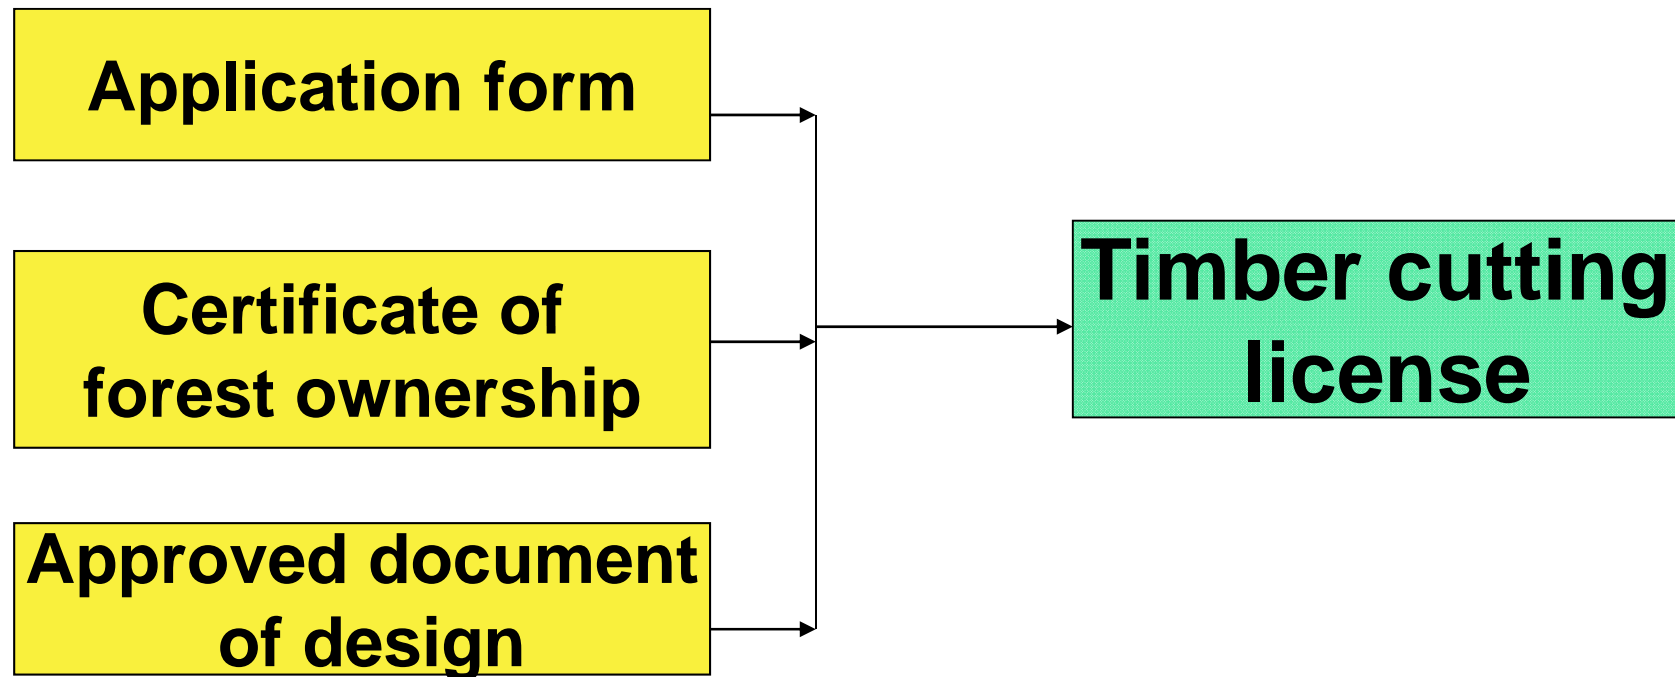 Application form
Certificate of
forest ownership
Approved document
of design
Timber cutting
license